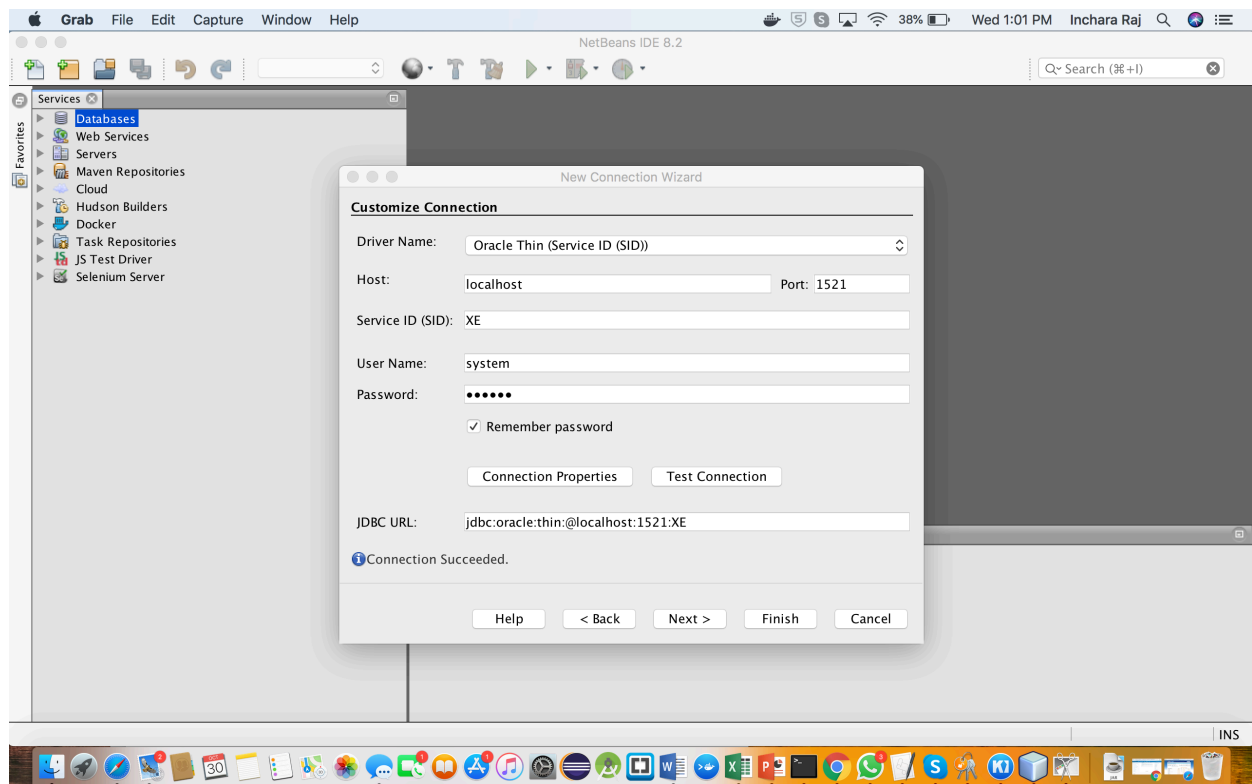 Grab File Edit Capture Window Help 38% Wed 1:01 PM Inchara Raj
NetBeans IDE 8.2
Search (⌘+I)
Services
Favorites
Databases
Web Services
Servers
Maven Repositories
Cloud
Hudson Builders
Docker
Task Repositories
JS Test Driver
Selenium Server
New Connection Wizard
Customize Connection
Driver Name: Oracle Thin (Service ID (SID))
Host: localhost Port: 1521
Service ID (SID): XE
User Name: system
Password: ••••••
Remember password
Connection Properties Test Connection
JDBC URL: jdbc:oracle:thin:@localhost:1521:XE
Connection Succeeded.
Help < Back Next > Finish Cancel
INS
30